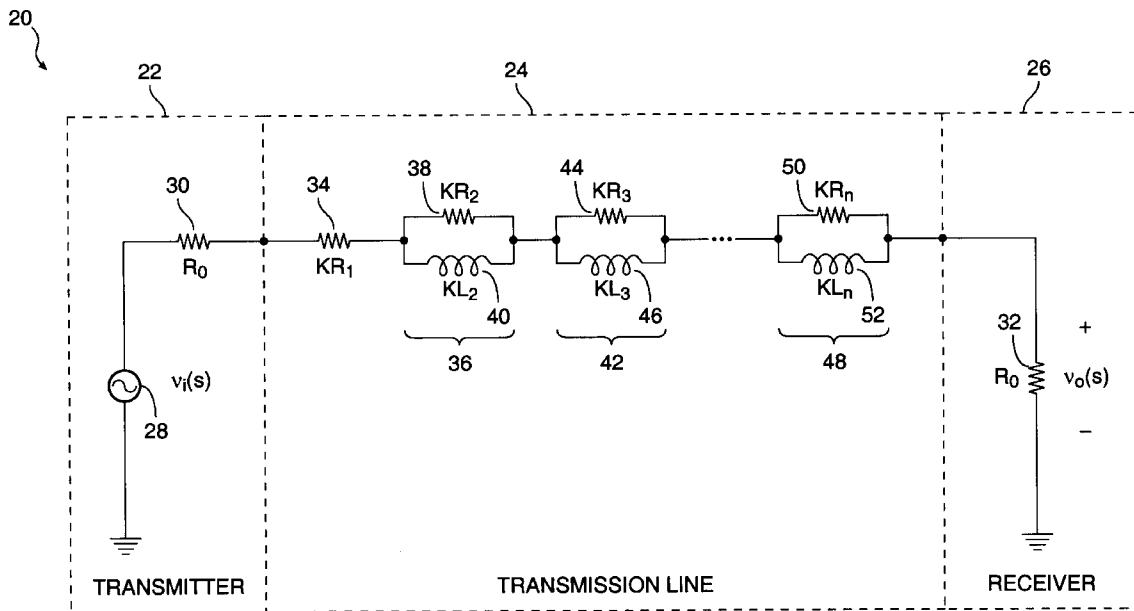 20
22
24
26
30
34
38
KR₂
44
KR₃
50
KRₙ
R₀
KR₁
KL₂
40
KL₃
46
•••
KLₙ
52
36
42
48
32
+
R₀
vₒ(s)
−
vᵢ(s)
28
TRANSMITTER
TRANSMISSION LINE
RECEIVER